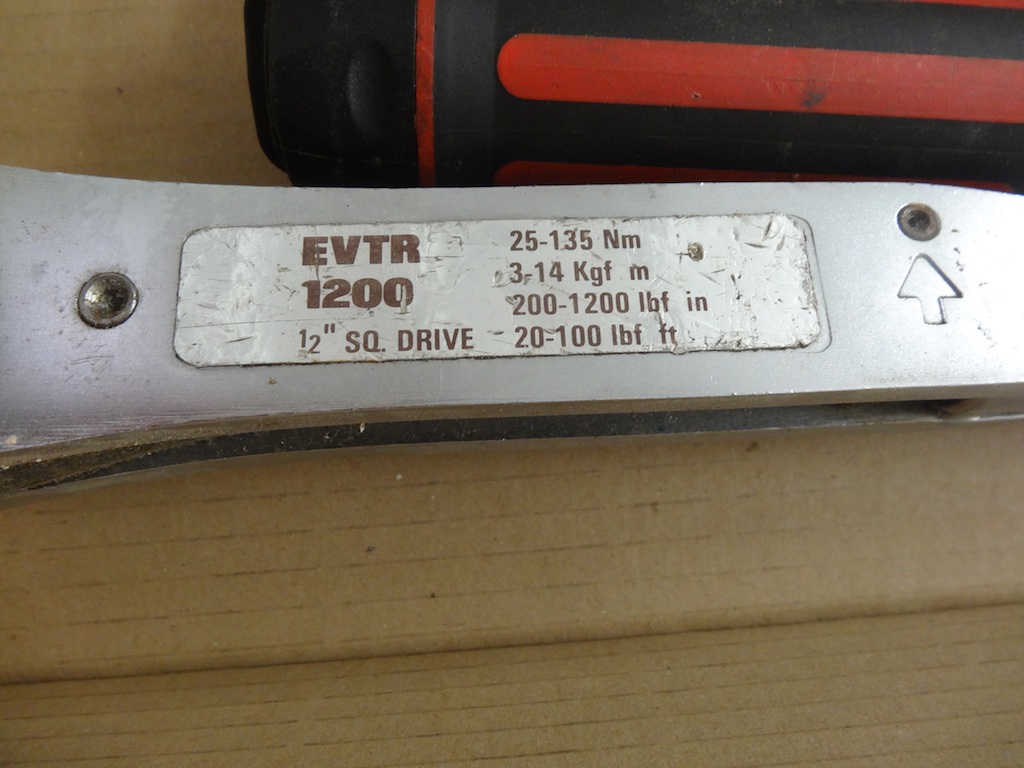 EVTR
1200
1/2" SQ. DRIVE
25-135 Nm
3-14 Kgf m
200-1200 lbf in
20-100 lbf ft